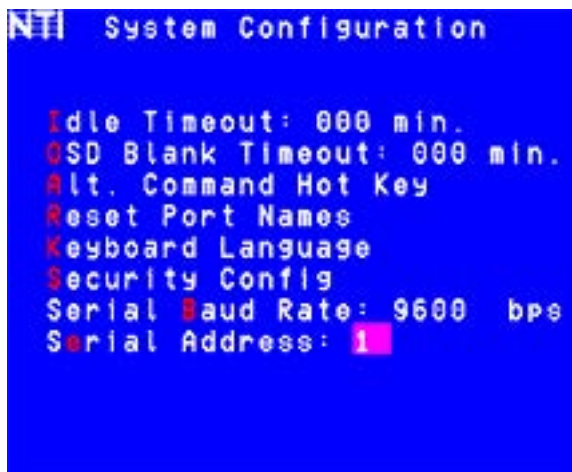 NTI System Configuration
Idle Timeout: 000 min.
OSD Blank Timeout: 000 min.
Alt. Command Hot Key
Reset Port Names
Keyboard Language
Security Config
Serial Baud Rate: 9600 bps
Serial Address: 1